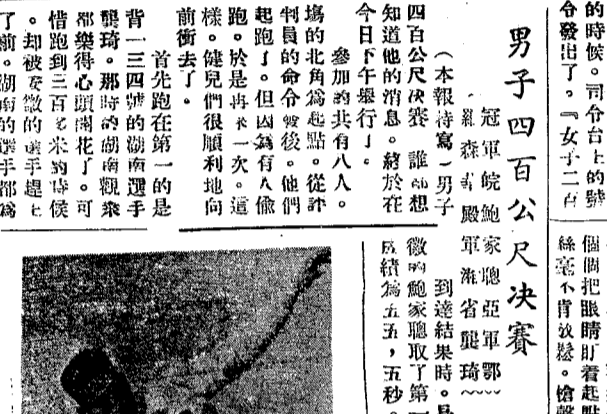 的時候。司令台上的號
令發出了。『女子二百
個個把眼睛盯着起點
絲毫不肯放鬆。槍聲
男子四百公尺决賽
冠軍皖鮑家聰亞軍鄂
羅森 殿軍湘省龔琦
（本報特寫）男子
四百公尺决賽 誰都想
知道他的消息。終於在
今日下午舉行了。
參加的共有八人。
塲的北角爲起點。從評
判員的命令發後。他們
起跑了。但因爲有人偷
跑。於是再來一次。這
樣。健兒們很順利地向
前衝去了。
首先跑在第一的是
背一三四號的湖南選手
龔琦。那時的湖南觀衆
都樂得心頭開花了。可
惜跑到三百多米的時候
。却被安徽的選手趕上
了前。湖南的選手都爲
到達結果時。
徽的鮑家聰取了第一
成績爲五五，五秒。